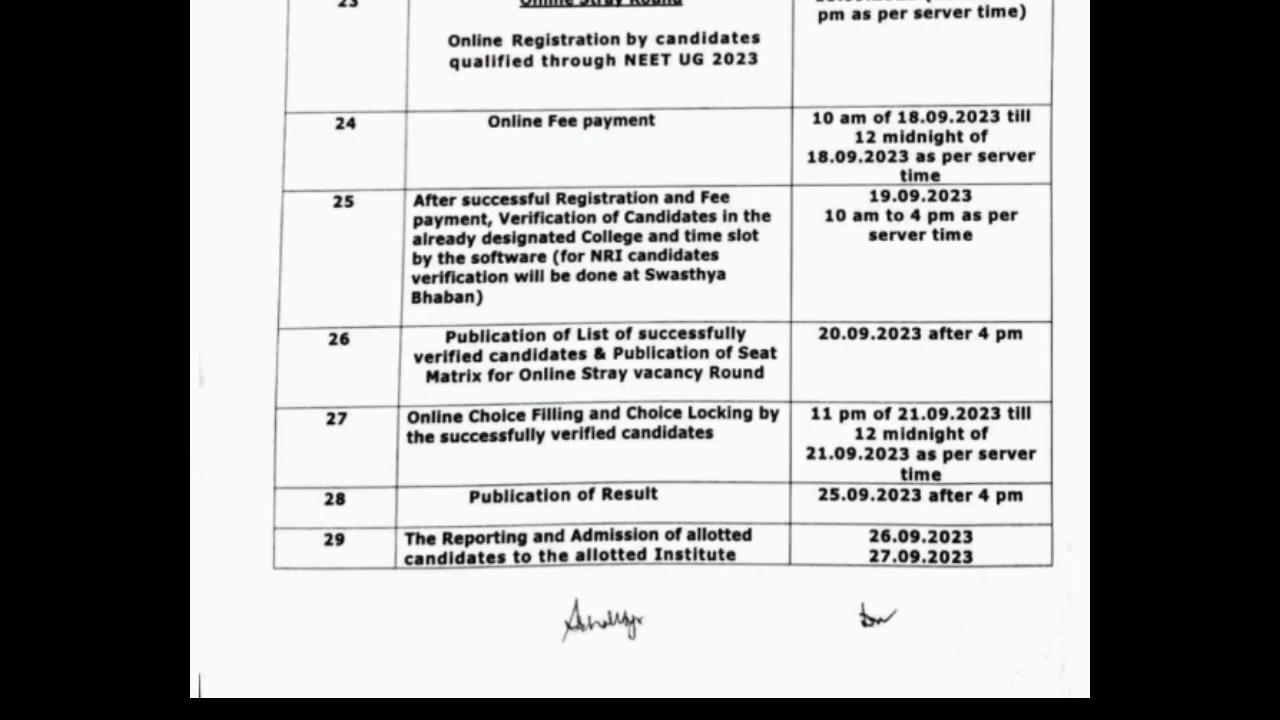 23
Online Stray Round
pm as per server time)
Online Registration by candidates
qualified through NEET UG 2023
24
Online Fee payment
10 am of 18.09.2023 till
12 midnight of
18.09.2023 as per server
time
25
After successful Registration and Fee
payment, Verification of Candidates in the
already designated College and time slot
by the software (for NRI candidates
verification will be done at Swasthya
Bhaban)
19.09.2023
10 am to 4 pm as per
server time
26
Publication of List of successfully
verified candidates & Publication of Seat
Matrix for Online Stray vacancy Round
20.09.2023 after 4 pm
27
Online Choice Filling and Choice Locking by
the successfully verified candidates
11 pm of 21.09.2023 till
12 midnight of
21.09.2023 as per server
time
28
Publication of Result
25.09.2023 after 4 pm
29
The Reporting and Admission of allotted
candidates to the allotted Institute
26.09.2023
27.09.2023